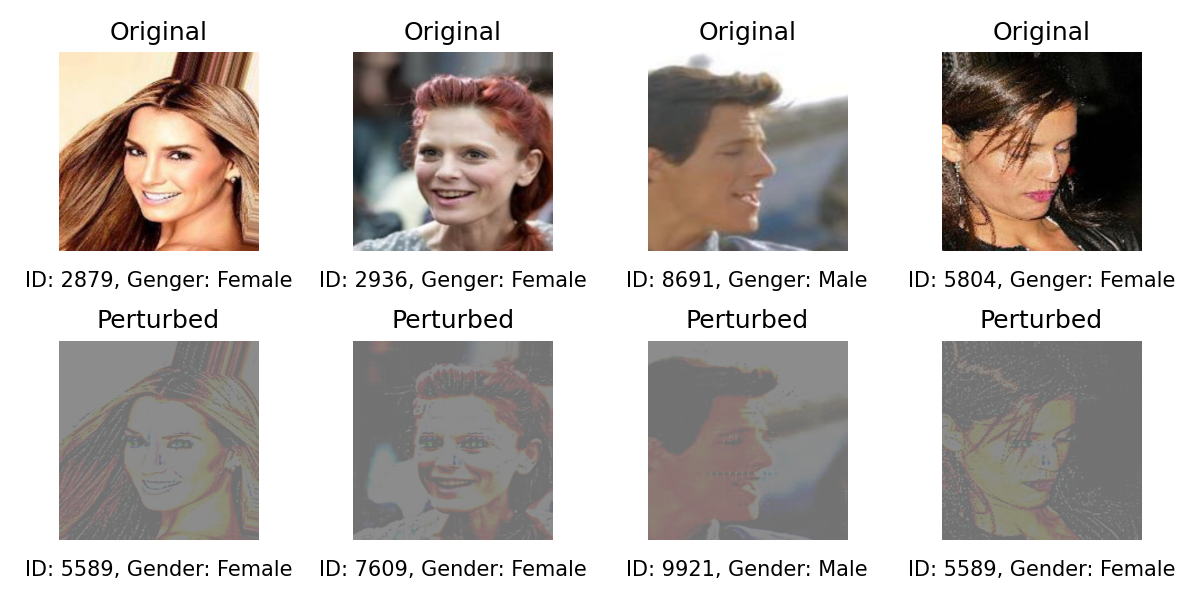 Original
Original
Original
Original
ID: 2879, Genger: Female
ID: 2936, Genger: Female
ID: 8691, Genger: Male
ID: 5804, Genger: Female
Perturbed
Perturbed
Perturbed
Perturbed
ID: 5589, Gender: Female
ID: 7609, Gender: Female
ID: 9921, Gender: Male
ID: 5589, Gender: Female